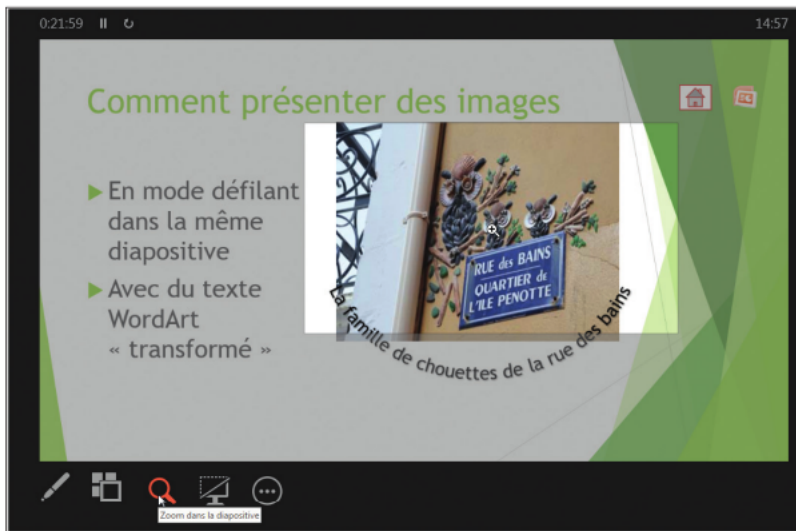 0:21:59
14:57
Comment présenter des images
En mode défilant
dans la même
diapositive
Avec du texte
WordArt
« transformé »
RUE des BAINS
QUARTIER de
L'ILE PENOTTE
La famille de chouettes de la rue des bains
Zoom dans la diapositive